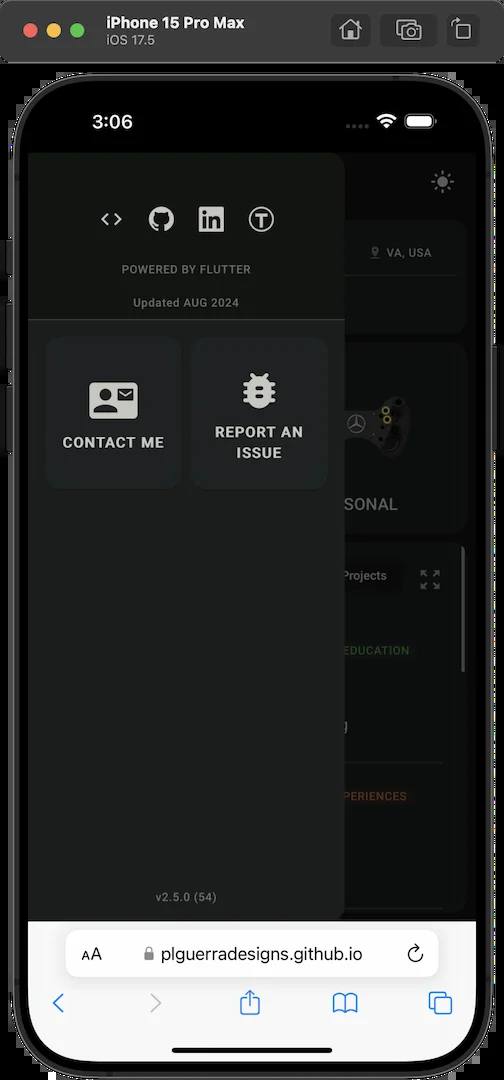 iPhone 15 Pro Max
iOS 17.5
3:06
VA, USA
POWERED BY FLUTTER
Updated AUG 2024
CONTACT ME
REPORT AN
ISSUE
SONAL
Projects
EDUCATION
g
PERIENCES
v2.5.0 (54)
AA
plguerradesigns.github.io